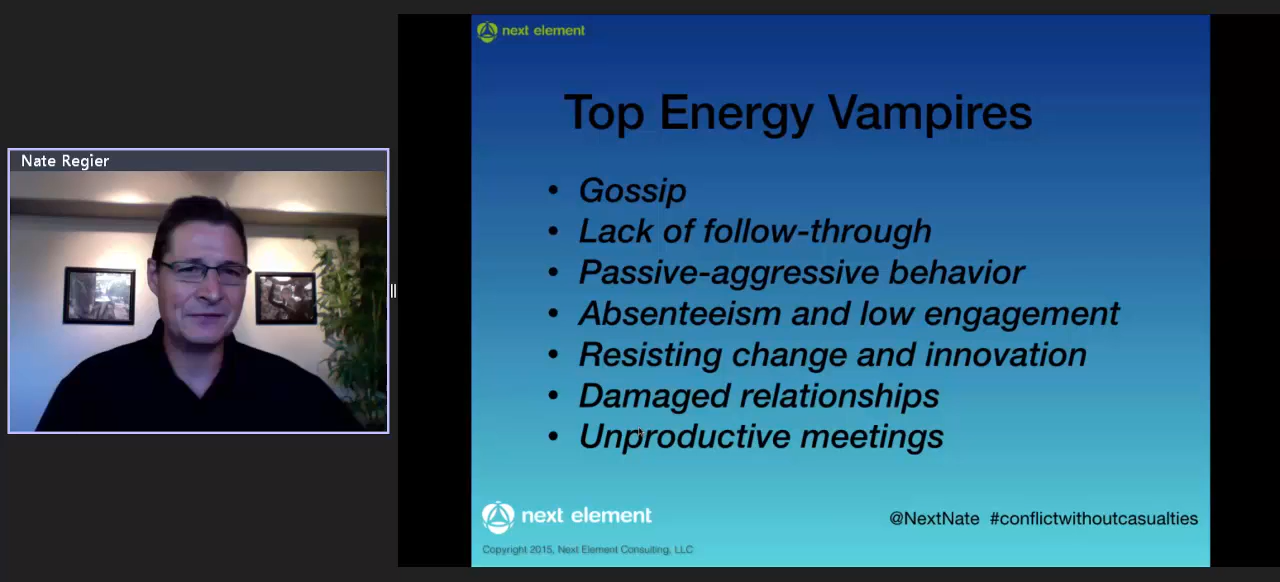 Nate Regier
next element
Top Energy Vampires
• Gossip
• Lack of follow-through
• Passive-aggressive behavior
• Absenteeism and low engagement
• Resisting change and innovation
• Damaged relationships
• Unproductive meetings
next element
@NextNate #conflictwithoutcasualties
Copyright 2015, Next Element Consulting, LLC